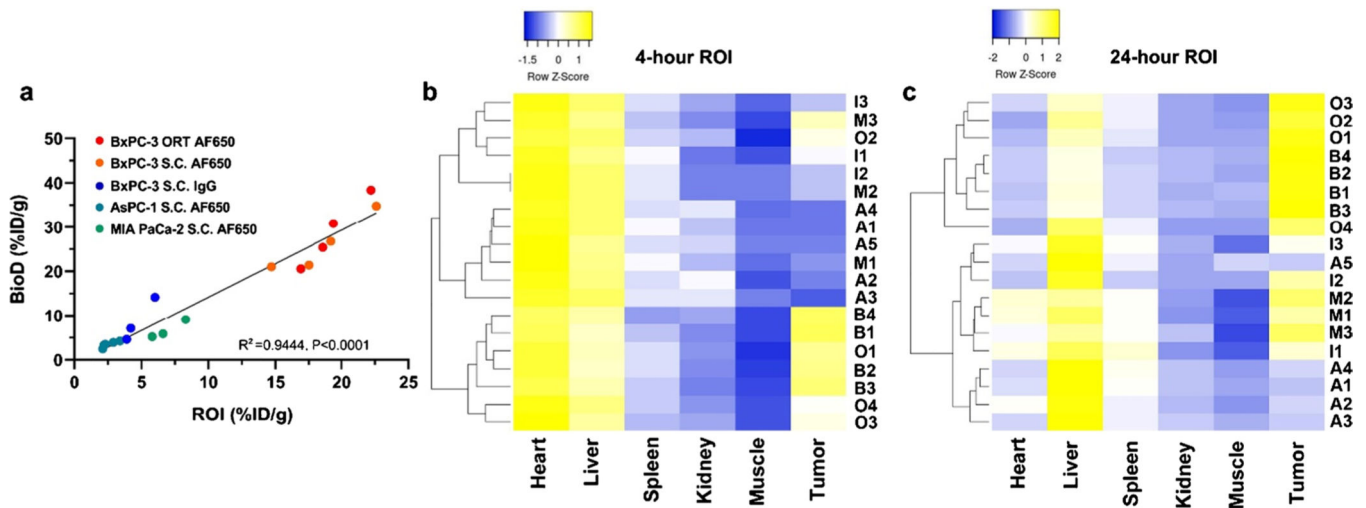 a
BxPC-3 ORT AF650
BxPC-3 S.C. AF650
BxPC-3 S.C. IgG
AsPC-1 S.C. AF650
MIA PaCa-2 S.C. AF650
BioD (%ID/g)
50
40
30
20
10
0
R²=0.9444, P<0.0001
0 5 10 15 20 25
ROI (%ID/g)
b
-1.5 0 1
Row Z-Score
4-hour ROI
I3
M3
O2
I1
I2
M2
A4
A1
A5
M1
A2
A3
B4
B1
O1
B2
B3
O4
O3
Heart
Liver
Spleen
Kidney
Muscle
Tumor
c
-2 0 1 2
Row Z-Score
24-hour ROI
O3
O2
O1
B4
B2
B1
B3
O4
I3
A5
I2
M2
M1
M3
I1
A4
A1
A2
A3
Heart
Liver
Spleen
Kidney
Muscle
Tumor